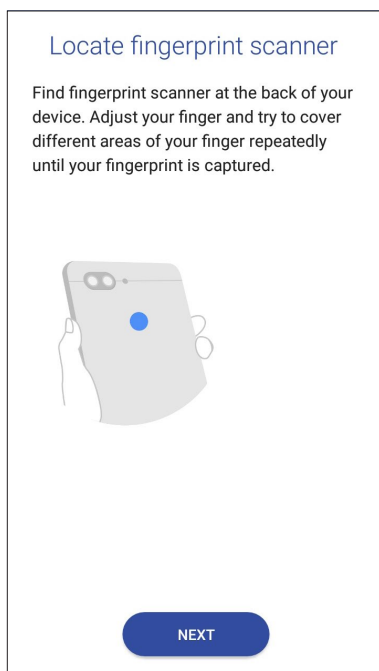 Locate fingerprint scanner
Find fingerprint scanner at the back of your
device. Adjust your finger and try to cover
different areas of your finger repeatedly
until your fingerprint is captured.
NEXT